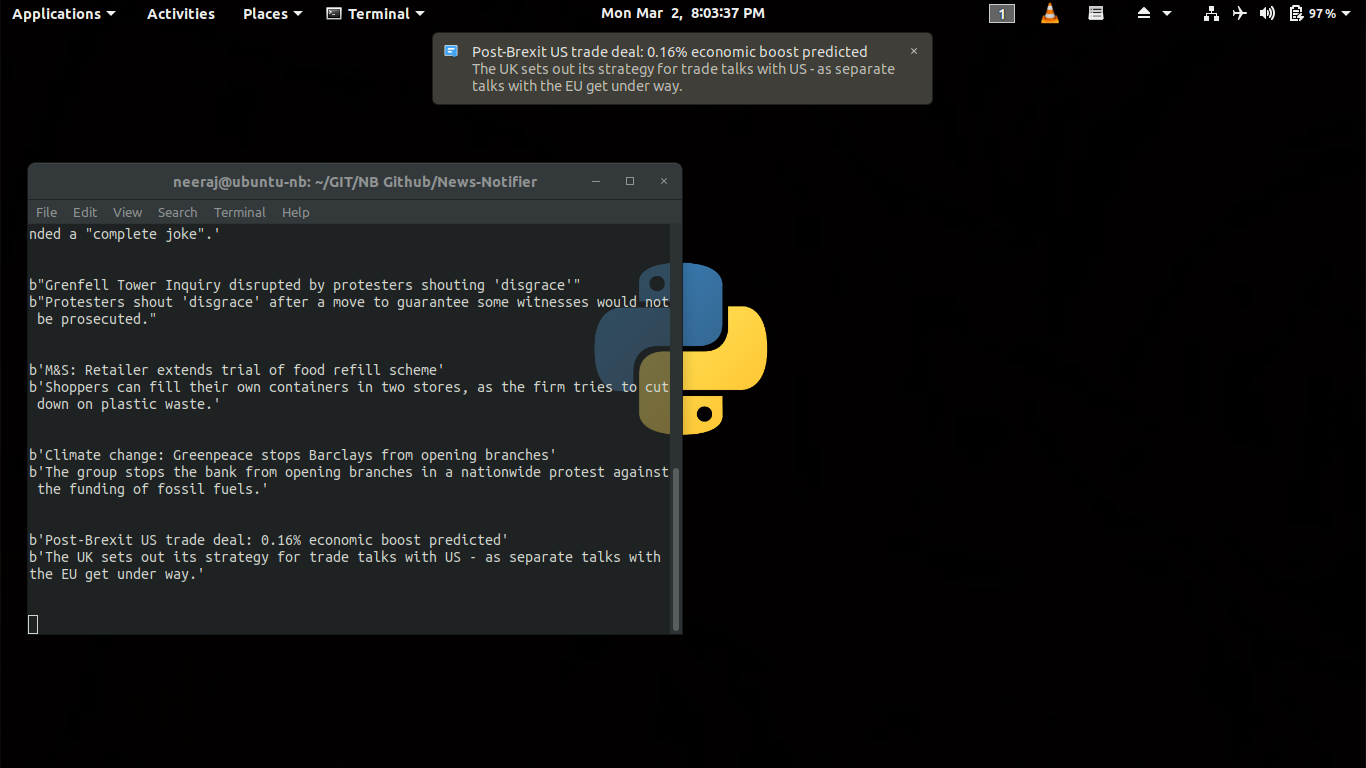 Applications Activities Places Terminal Mon Mar 2, 8:03:37 PM 1 97%
Post-Brexit US trade deal: 0.16% economic boost predicted ×
The UK sets out its strategy for trade talks with US - as separate
talks with the EU get under way.
neeraj@ubuntu-nb: ~/GIT/NB Github/News-Notifier
File Edit View Search Terminal Help
nded a "complete joke".'
b"Grenfell Tower Inquiry disrupted by protesters shouting 'disgrace'"
b"Protesters shout 'disgrace' after a move to guarantee some witnesses would not
be prosecuted."
b'M&S: Retailer extends trial of food refill scheme'
b'Shoppers can fill their own containers in two stores, as the firm tries to cut
down on plastic waste.'
b'Climate change: Greenpeace stops Barclays from opening branches'
b'The group stops the bank from opening branches in a nationwide protest against
the funding of fossil fuels.'
b'Post-Brexit US trade deal: 0.16% economic boost predicted'
b'The UK sets out its strategy for trade talks with US - as separate talks with
the EU get under way.'